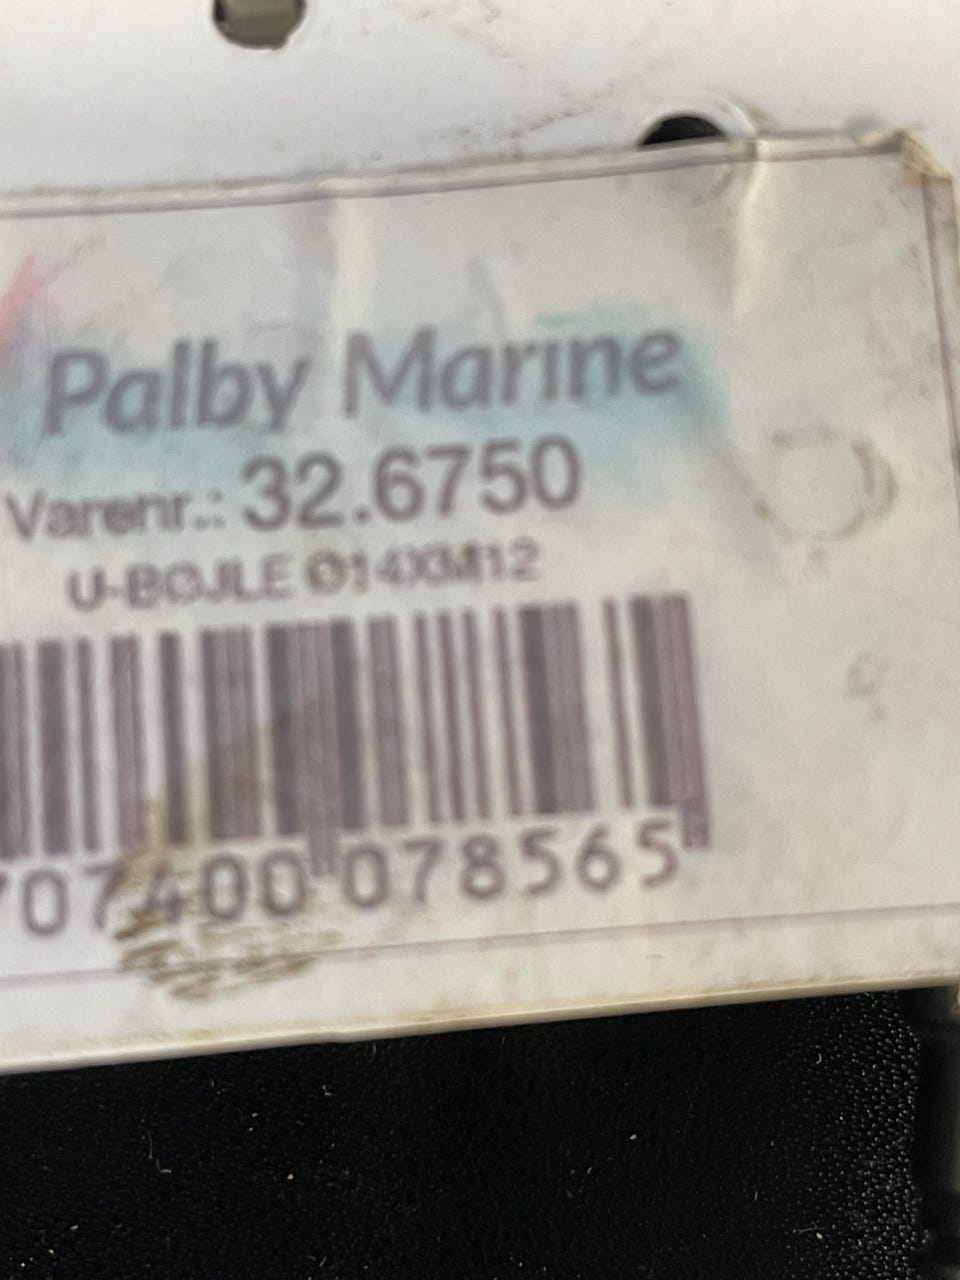 Palby Marine
Varenr.: 32.6750
U-BØJLE Ø14XM12
707400 078565